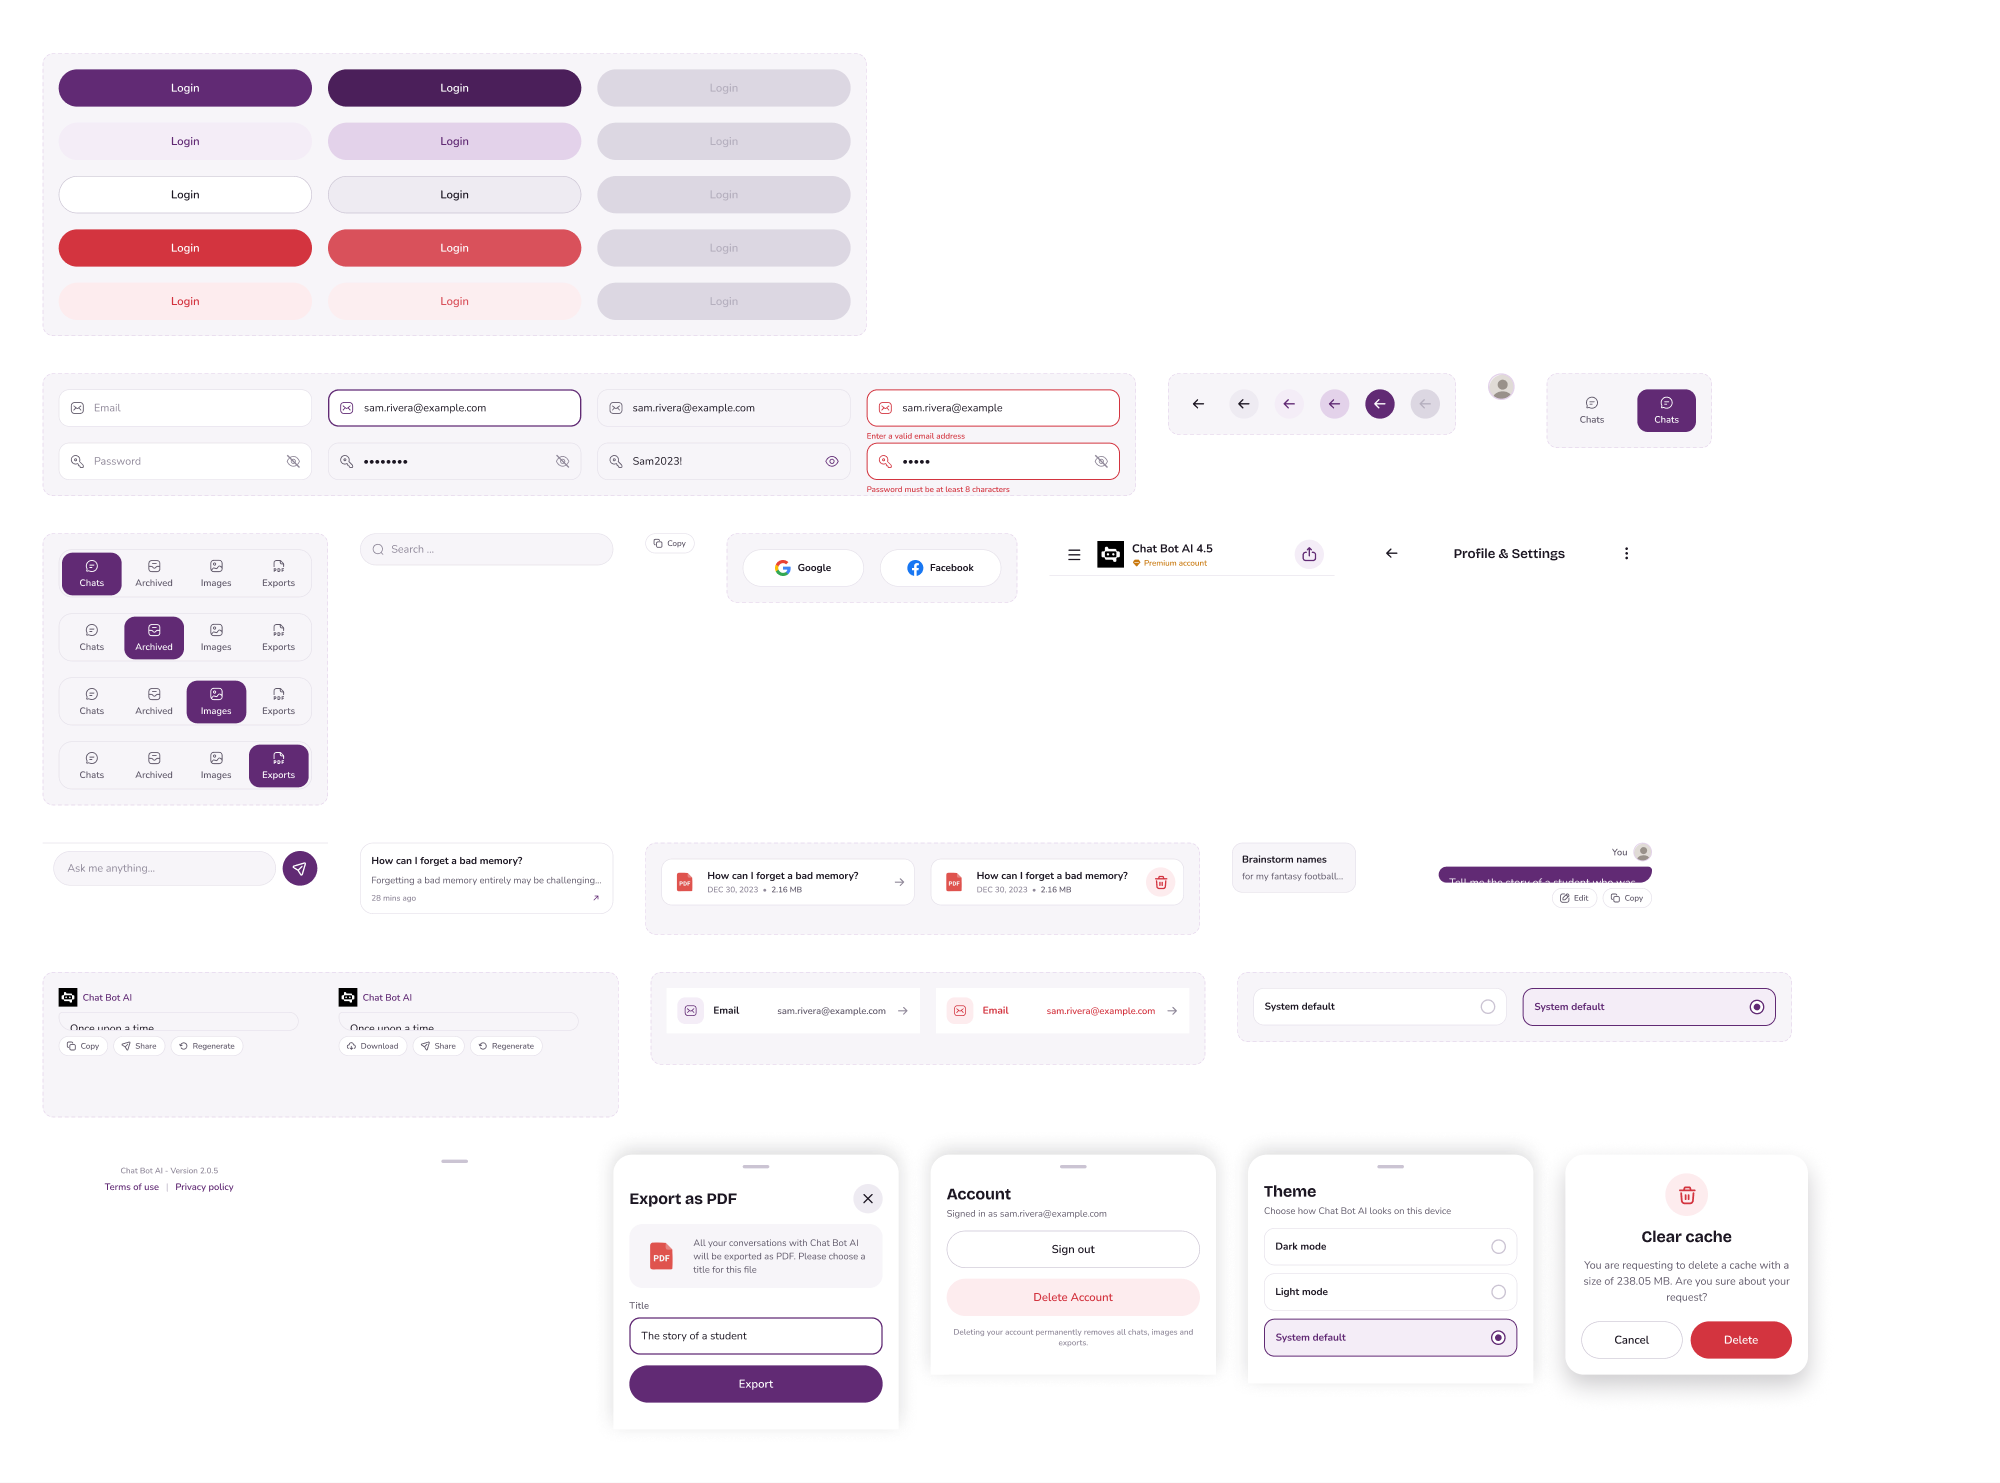 Login Login Login
Login Login Login
Login Login Login
Login Login Login
Login Login Login
Email sam.rivera@example.com sam.rivera@example.com sam.rivera@example
Enter a valid email address
Password •••••••• Sam2023! •••••
Password must be at least 8 characters
Chats Chats
Chats Archived Images Exports
Chats Archived Images Exports
Chats Archived Images Exports
Chats Archived Images Exports
Search ...
Copy
Google Facebook
Chat Bot AI 4.5
Premium account
Profile & Settings
Ask me anything...
How can I forget a bad memory?
Forgetting a bad memory entirely may be challenging...
28 mins ago
PDF
How can I forget a bad memory?
DEC 30, 2023 • 2.16 MB
PDF
How can I forget a bad memory?
DEC 30, 2023 • 2.16 MB
Brainstorm names
for my fantasy football...
You
Tell me the story of a student who was
Edit Copy
Chat Bot AI
Once upon a time
Copy Share Regenerate
Chat Bot AI
Once upon a time
Download Share Regenerate
Email sam.rivera@example.com
Email sam.rivera@example.com
System default
System default
Chat Bot AI - Version 2.0.5
Terms of use | Privacy policy
Export as PDF
PDF
All your conversations with Chat Bot AI
will be exported as PDF. Please choose a
title for this file
Title
The story of a student
Export
Account
Signed in as sam.rivera@example.com
Sign out
Delete Account
Deleting your account permanently removes all chats, images and
exports.
Theme
Choose how Chat Bot AI looks on this device
Dark mode
Light mode
System default
Clear cache
You are requesting to delete a cache with a
size of 238.05 MB. Are you sure about your
request?
Cancel Delete